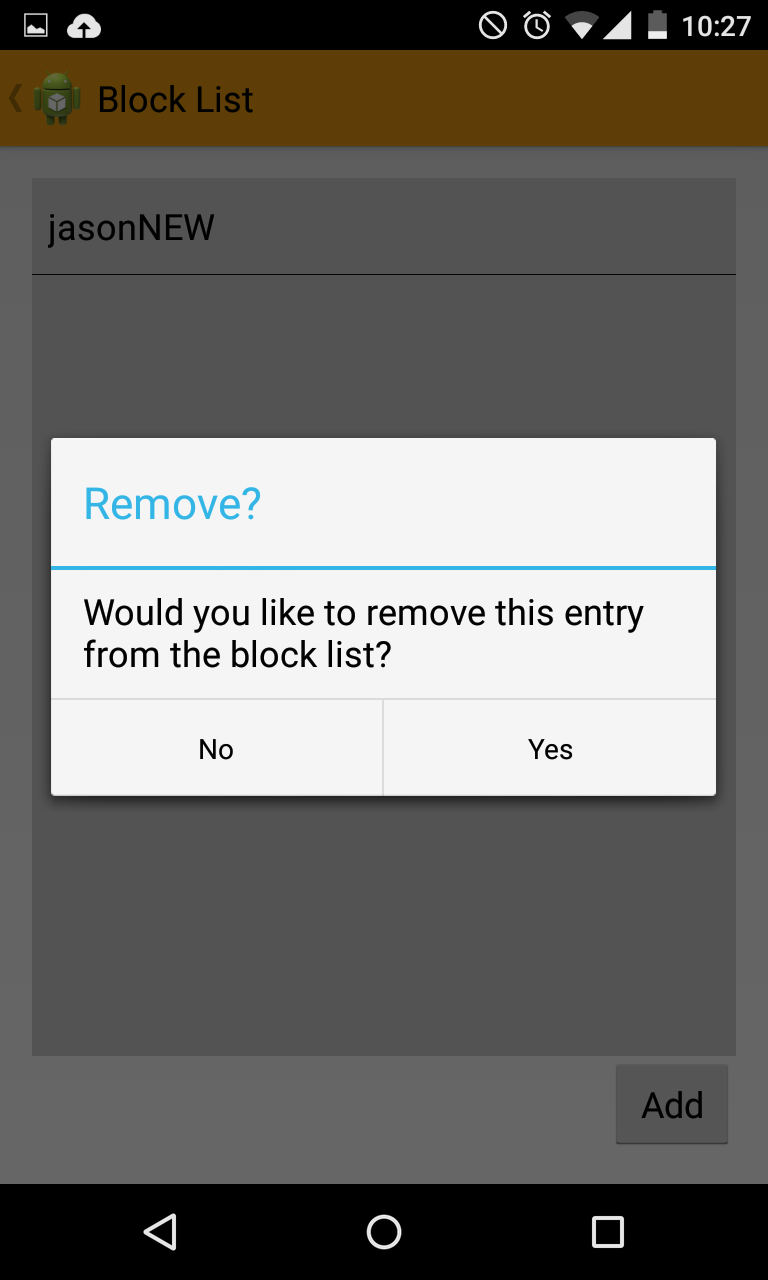 10:27
Block List
jasonNEW
Remove?
Would you like to remove this entry
from the block list?
No
Yes
Add